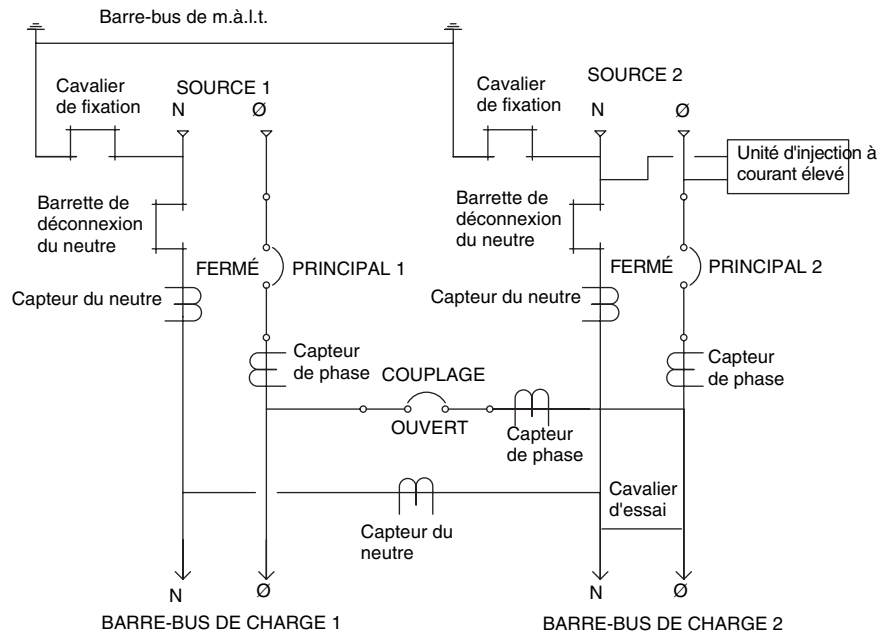 Barre-bus de m.à.l.t.
Cavalier
de fixation
SOURCE 1
N
Ø
Cavalier
de fixation
SOURCE 2
N
Ø
Unité d'injection à
courant élevé
Barrette de
déconnexion
du neutre
FERMÉ
PRINCIPAL 1
Barrette de
déconnexion
du neutre
FERMÉ
PRINCIPAL 2
Capteur du neutre
Capteur du neutre
Capteur
de phase
COUPLAGE
OUVERT
Capteur
de phase
Capteur
de phase
Capteur du
neutre
Cavalier
d'essai
N
Ø
N
Ø
BARRE-BUS DE CHARGE 1
BARRE-BUS DE CHARGE 2